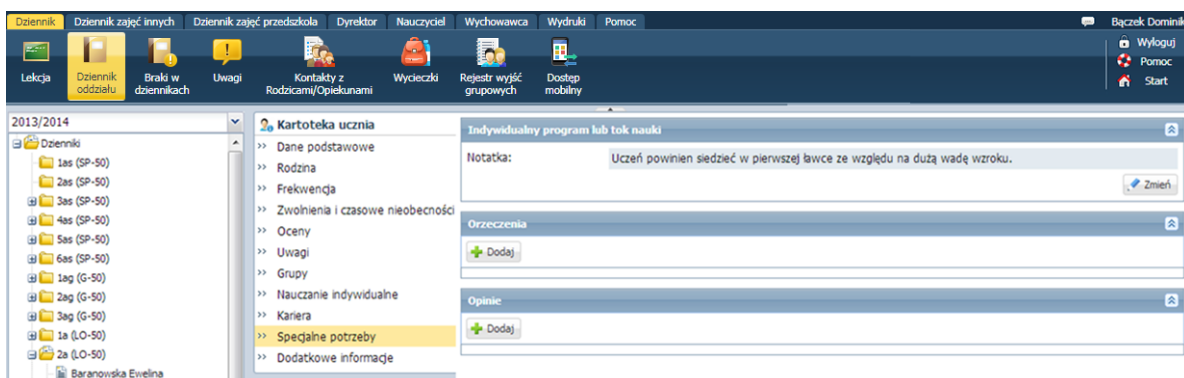 Dziennik Dziennik zajęć innych Dziennik zajęć przedszkola Dyrektor Nauczyciel Wychowawca Wydruki Pomoc Bączek Dominik
Lekcja
Dziennik oddziału
Braki w dziennikach
Uwagi
Kontakty z Rodzicami/Opiekunami
Wycieczki
Rejestr wyjść grupowych
Dostęp mobilny
Wyloguj
Pomoc
Start
2013/2014
Dzienniki
1as (SP-50)
2as (SP-50)
3as (SP-50)
4as (SP-50)
5as (SP-50)
6as (SP-50)
1ag (G-50)
2ag (G-50)
3ag (G-50)
1a (LO-50)
2a (LO-50)
Baranowska Ewelina
Kartoteka ucznia
Dane podstawowe
Rodzina
Frekwencja
Zwolnienia i czasowe nieobecności
Oceny
Uwagi
Grupy
Nauczanie indywidualne
Kariera
Specjalne potrzeby
Dodatkowe informacje
Indywidualny program lub tok nauki
Notatka: Uczeń powinien siedzieć w pierwszej ławce ze względu na dużą wadę wzroku.
Zmień
Orzeczenia
Dodaj
Opinie
Dodaj